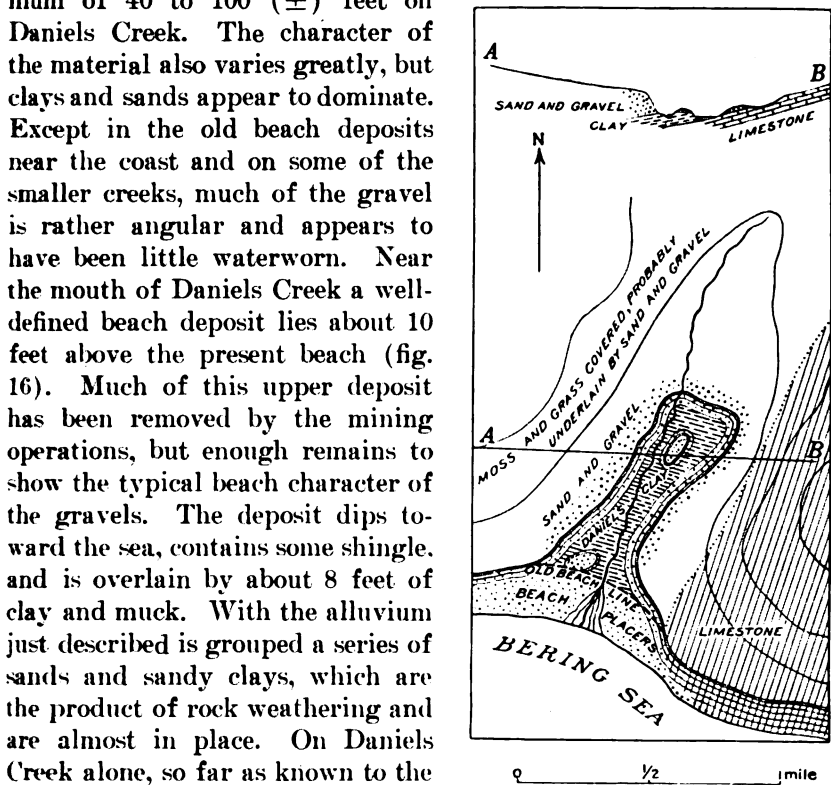 mum of 40 to 100 (±) feet on
Daniels Creek. The character of
the material also varies greatly, but
clays and sands appear to dominate.
Except in the old beach deposits
near the coast and on some of the
smaller creeks, much of the gravel
is rather angular and appears to
have been little waterworn. Near
the mouth of Daniels Creek a well-
defined beach deposit lies about 10
feet above the present beach (fig.
16). Much of this upper deposit
has been removed by the mining
operations, but enough remains to
show the typical beach character of
the gravels. The deposit dips to-
ward the sea, contains some shingle,
and is overlain by about 8 feet of
clay and muck. With the alluvium
just described is grouped a series of
sands and sandy clays, which are
the product of rock weathering and
are almost in place. On Daniels
Creek alone, so far as known to the
A
B
SAND AND GRAVEL
CLAY
LIMESTONE
N
MOSS AND GRASS COVERED, PROBABLY
UNDERLAIN BY SAND AND GRAVEL
A
B
SAND AND GRAVEL
DANIELS
CLAY
OLD BEACH LINE
BEACH PLACERS
LIMESTONE
BERING SEA
0 1/2 1 mile